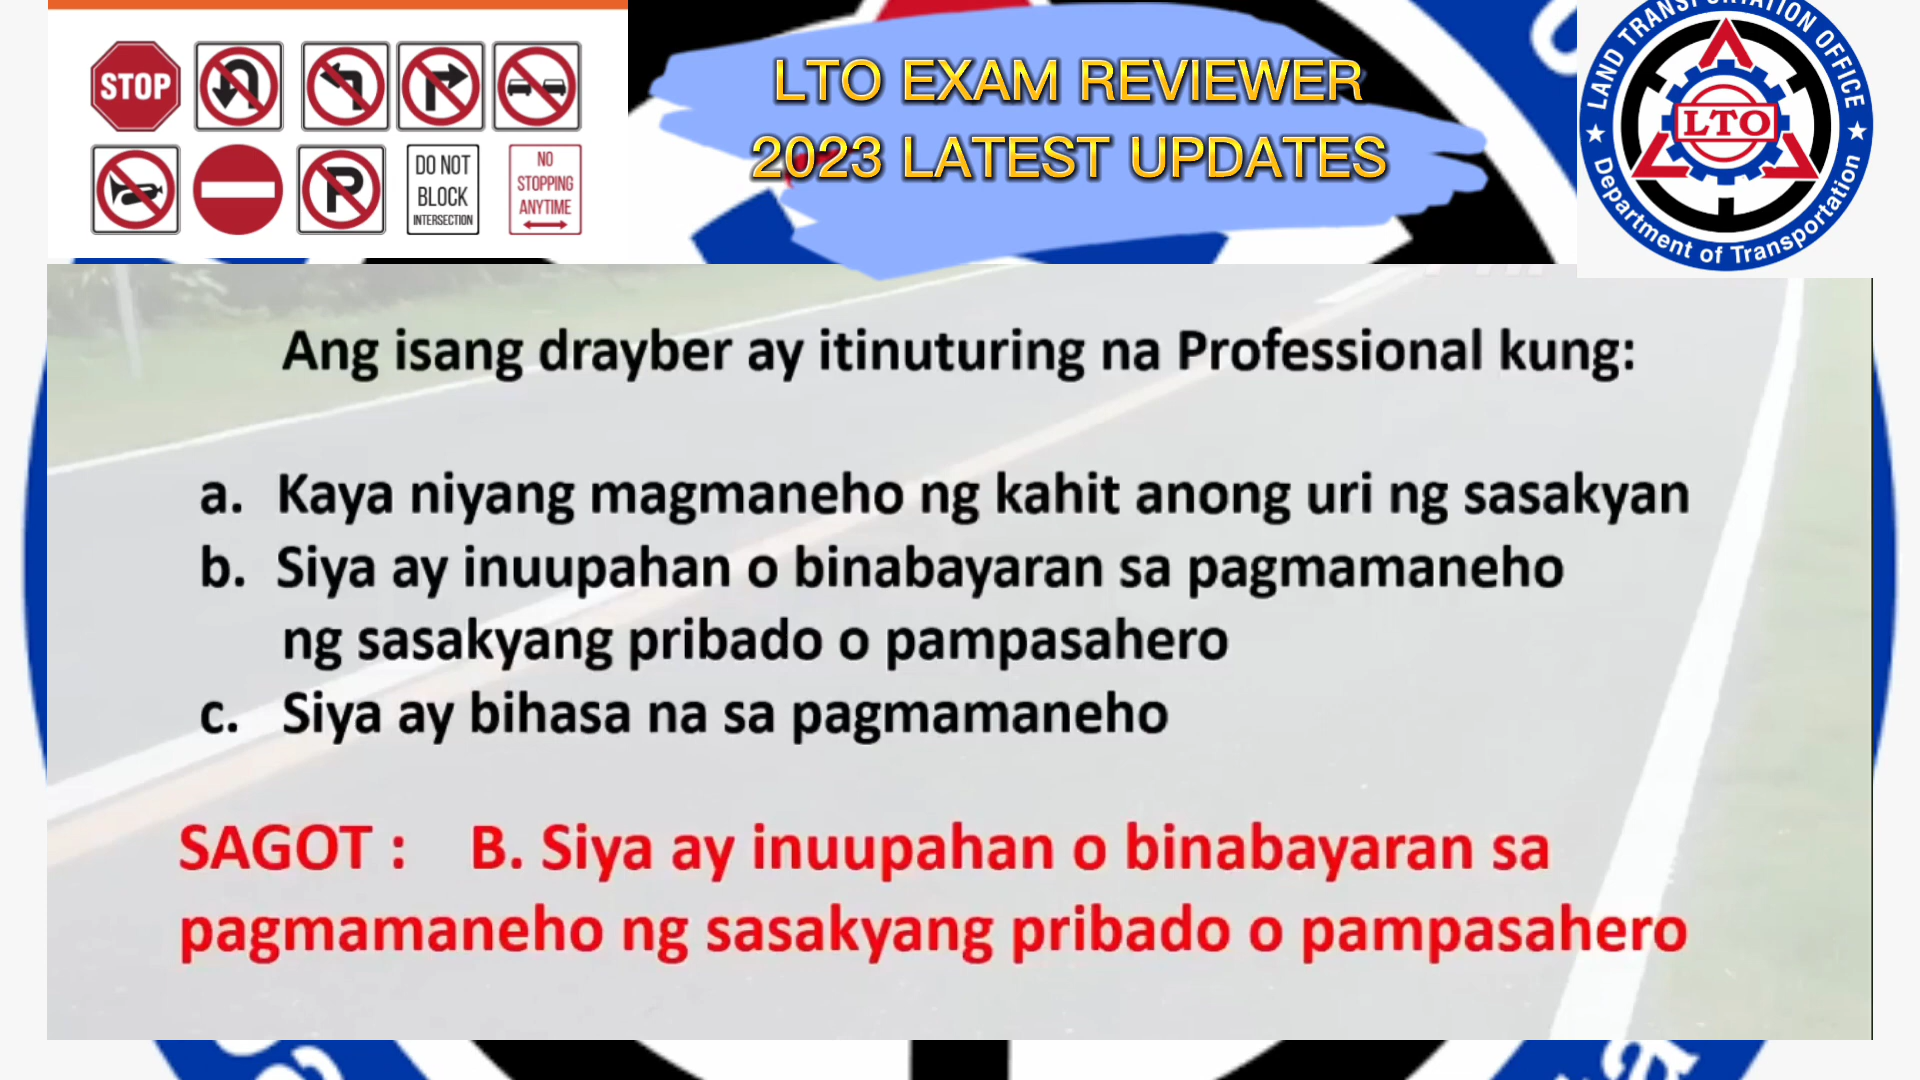 STOP
DO NOT
BLOCK
INTERSECTION
NO
STOPPING
ANYTIME
P
LTO EXAM REVIEWER
2023 LATEST UPDATES
LAND TRANSPORTATION OFFICE
LTO
Department of Transportation
Ang isang drayber ay itinuturing na Professional kung:
a. Kaya niyang magmaneho ng kahit anong uri ng sasakyan
b. Siya ay inuupahan o binabayaran sa pagmamaneho
ng sasakyang pribado o pampasahero
c. Siya ay bihasa na sa pagmamaneho
SAGOT : B. Siya ay inuupahan o binabayaran sa
pagmamaneho ng sasakyang pribado o pampasahero